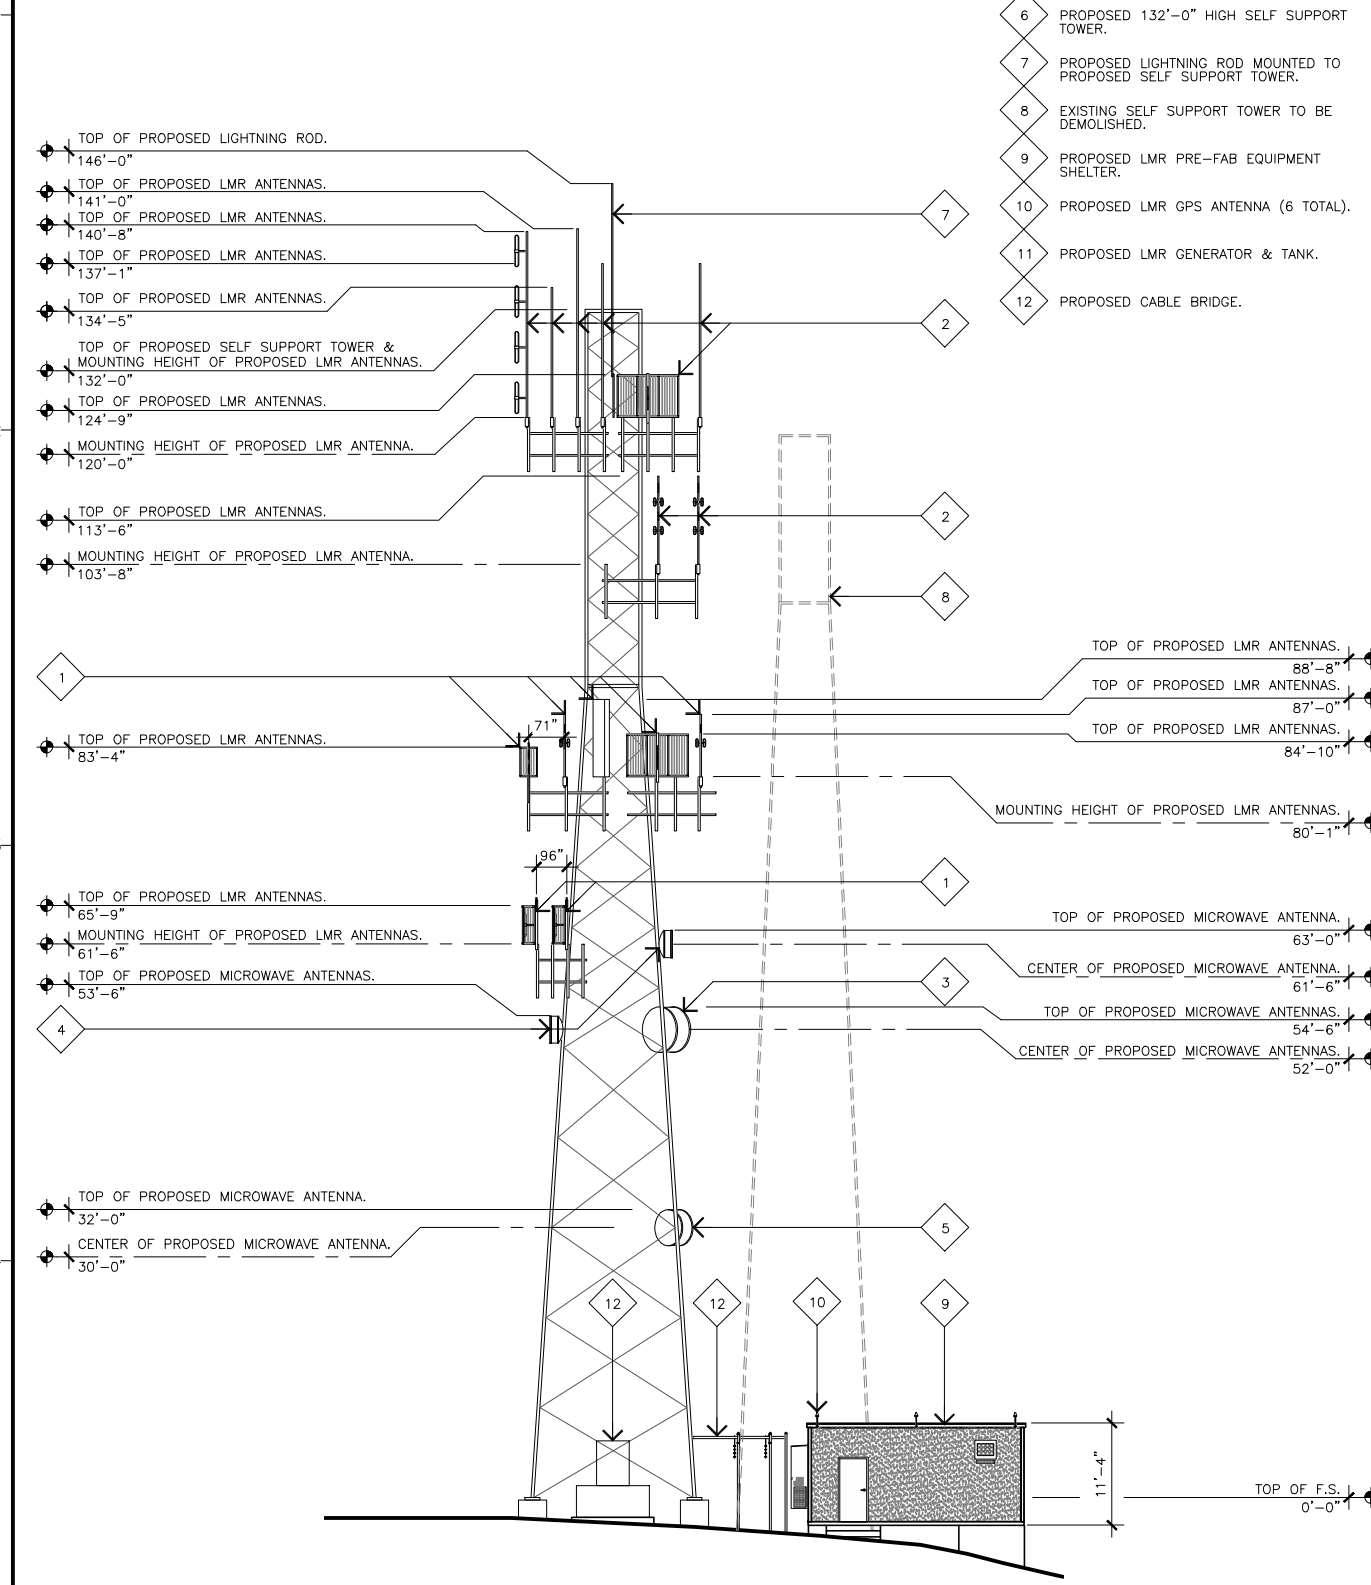 6 PROPOSED 132'-0" HIGH SELF SUPPORT
TOWER.
7 PROPOSED LIGHTNING ROD MOUNTED TO
PROPOSED SELF SUPPORT TOWER.
8 EXISTING SELF SUPPORT TOWER TO BE
DEMOLISHED.
9 PROPOSED LMR PRE-FAB EQUIPMENT
SHELTER.
10 PROPOSED LMR GPS ANTENNA (6 TOTAL).
11 PROPOSED LMR GENERATOR & TANK.
12 PROPOSED CABLE BRIDGE.
TOP OF PROPOSED LIGHTNING ROD.
146'-0"
TOP OF PROPOSED LMR ANTENNAS.
141'-0"
TOP OF PROPOSED LMR ANTENNAS.
140'-8"
TOP OF PROPOSED LMR ANTENNAS.
137'-1"
TOP OF PROPOSED LMR ANTENNAS.
134'-5"
TOP OF PROPOSED SELF SUPPORT TOWER &
MOUNTING HEIGHT OF PROPOSED LMR ANTENNAS.
132'-0"
TOP OF PROPOSED LMR ANTENNAS.
124'-9"
MOUNTING HEIGHT OF PROPOSED LMR ANTENNA.
120'-0"
TOP OF PROPOSED LMR ANTENNAS.
113'-6"
MOUNTING HEIGHT OF PROPOSED LMR ANTENNA.
103'-8"
1
TOP OF PROPOSED LMR ANTENNAS.
83'-4"
TOP OF PROPOSED LMR ANTENNAS.
65'-9"
MOUNTING HEIGHT OF PROPOSED LMR ANTENNAS.
61'-6"
TOP OF PROPOSED MICROWAVE ANTENNAS.
53'-6"
4
TOP OF PROPOSED MICROWAVE ANTENNA.
32'-0"
CENTER OF PROPOSED MICROWAVE ANTENNA.
30'-0"
71"
96"
7
2
2
8
1
3
5
12
12
10
9
TOP OF PROPOSED LMR ANTENNAS.
88'-8"
TOP OF PROPOSED LMR ANTENNAS.
87'-0"
TOP OF PROPOSED LMR ANTENNAS.
84'-10"
MOUNTING HEIGHT OF PROPOSED LMR ANTENNAS.
80'-1"
TOP OF PROPOSED MICROWAVE ANTENNA.
63'-0"
CENTER OF PROPOSED MICROWAVE ANTENNA.
61'-6"
TOP OF PROPOSED MICROWAVE ANTENNAS.
54'-6"
CENTER OF PROPOSED MICROWAVE ANTENNAS.
52'-0"
11'-4"
TOP OF F.S.
0'-0"